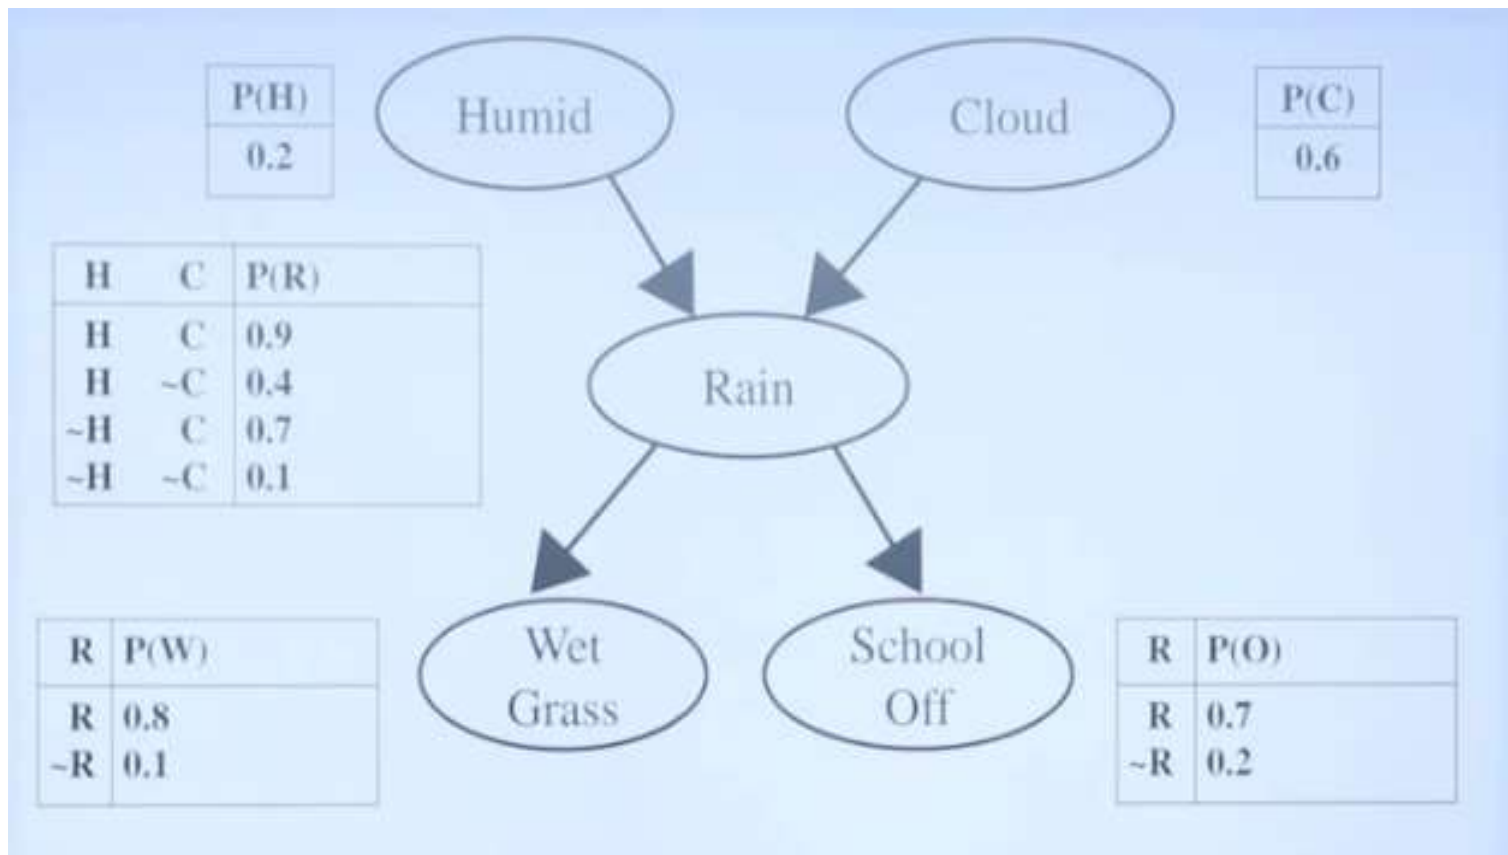 P(H)
0.2
Humid
Cloud
P(C)
0.6
H C P(R)
H C 0.9
H ~C 0.4
~H C 0.7
~H ~C 0.1
Rain
R P(W)
R 0.8
~R 0.1
Wet
Grass
School
Off
R P(O)
R 0.7
~R 0.2